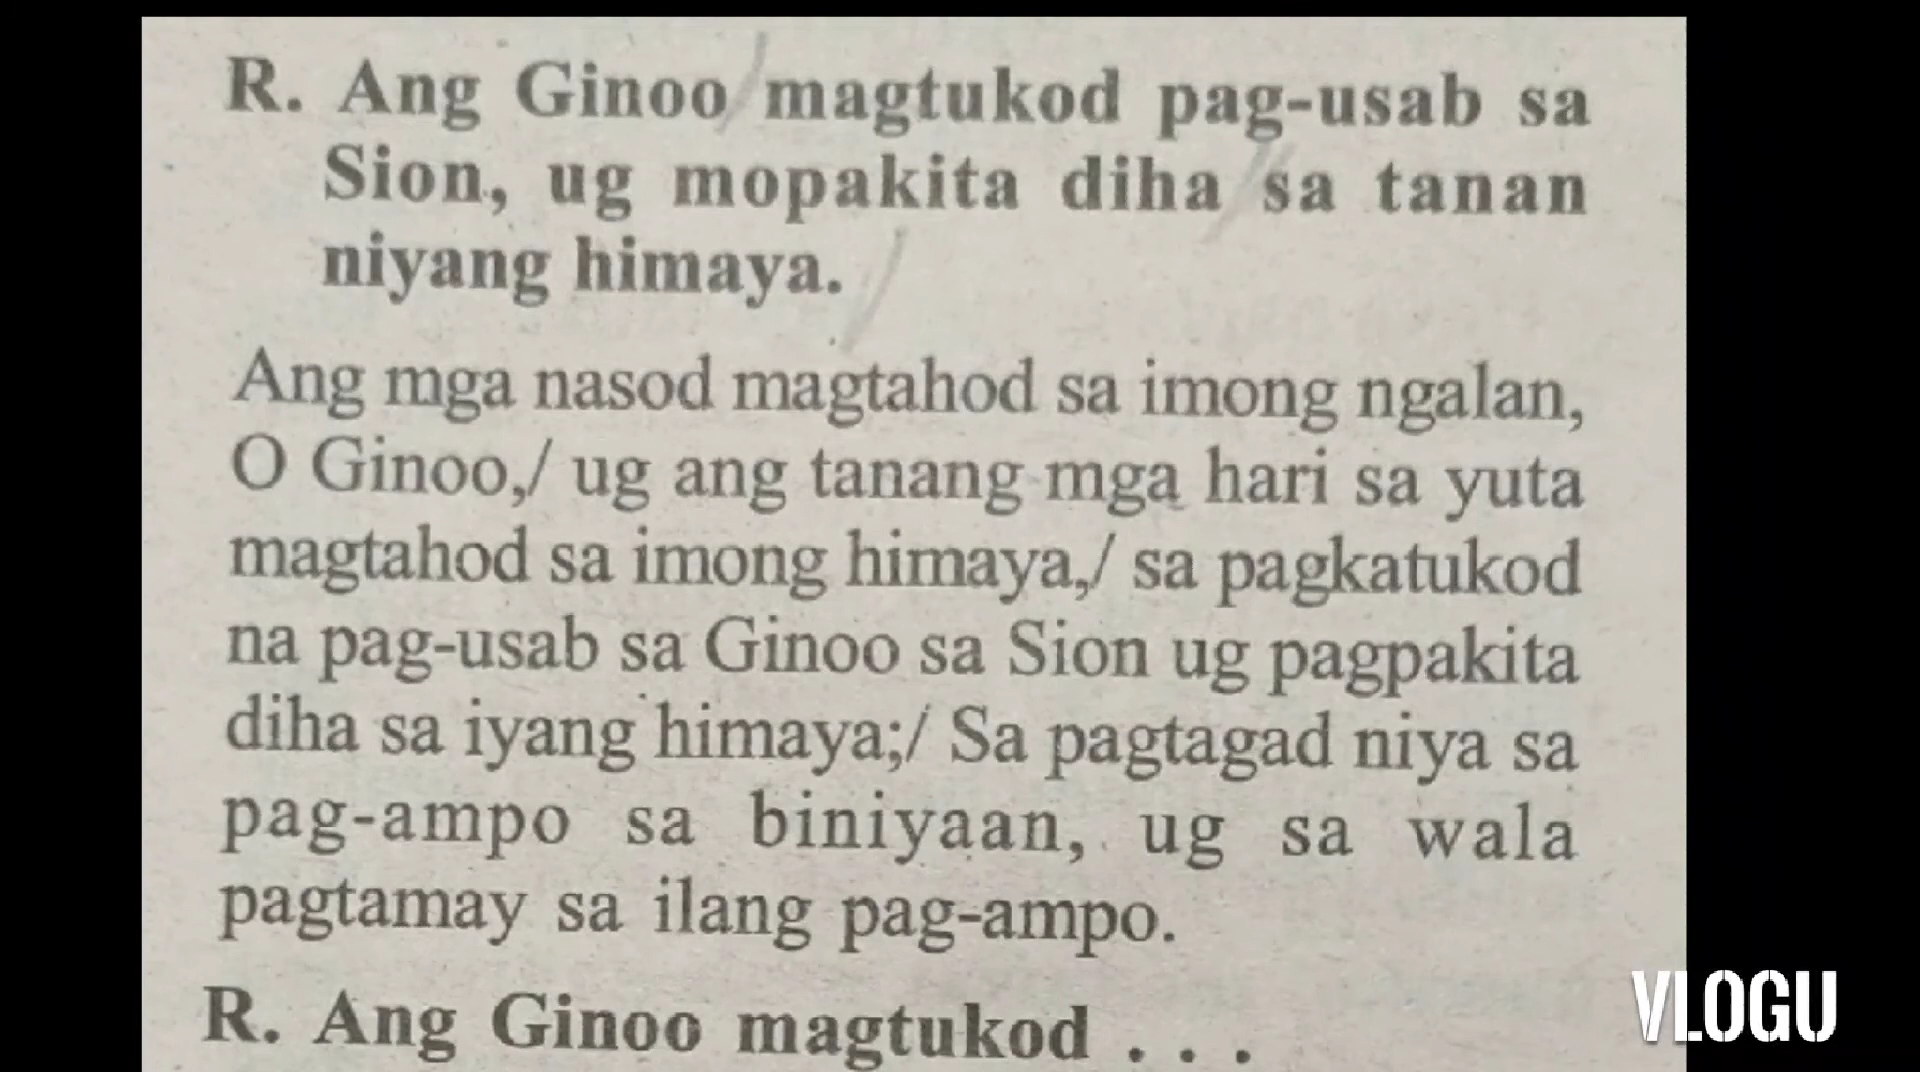 R. Ang Ginoo magtukod pag-usab sa
Sion, ug mopakita diha sa tanan
niyang himaya.
Ang mga nasod magtahod sa imong ngalan,
O Ginoo,/ ug ang tanang mga hari sa yuta
magtahod sa imong himaya,/ sa pagkatukod
na pag-usab sa Ginoo sa Sion ug pagpakita
diha sa iyang himaya;/ Sa pagtagad niya sa
pag-ampo sa biniyaan, ug sa wala
pagtamay sa ilang pag-ampo.
R. Ang Ginoo magtukod . . .
VLOGU